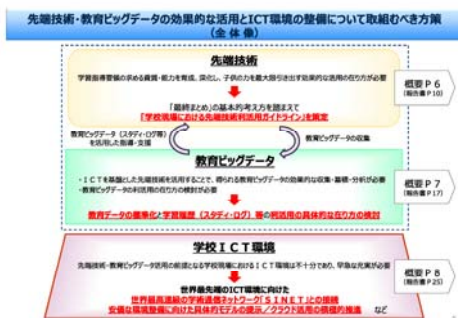 先端技術・教育ビッグデータの効果的な活用とICT環境の整備について取組むべき方策
（全体像）
先端技術
学習指導要領の求める資質・能力を育成、深化し、子供の力を最大限引き出す効果的な活用の在り方が必要
「最終まとめ」の基本的考え方を踏まえて
「学校現場における先端技術利活用ガイドライン」を策定
概要P6
（報告書P10）
教育ビッグデータ（スタディ・ログ等）
を活用した指導・支援
教育ビッグデータの収集
教育ビッグデータ
・ICTを基盤とした先端技術を活用することで、得られる教育ビッグデータの効果的な収集・蓄積・分析が必要
・教育ビッグデータの利活用の在り方の検討が必要
教育データの標準化と学習履歴（スタディ・ログ）等の利活用の具体的な在り方の検討
概要P7
（報告書P17）
学校ICT環境
先端技術・教育ビッグデータ活用の前提となる学校現場におけるICT環境は不十分であり、早急な充実が必要
世界最先端のICT環境に向けた
世界最高速級の学術通信ネットワーク「SINET」との接続
安価な環境整備に向けた具体的モデルの提示／クラウド活用の積極的推進 など
概要P8
（報告書P25）